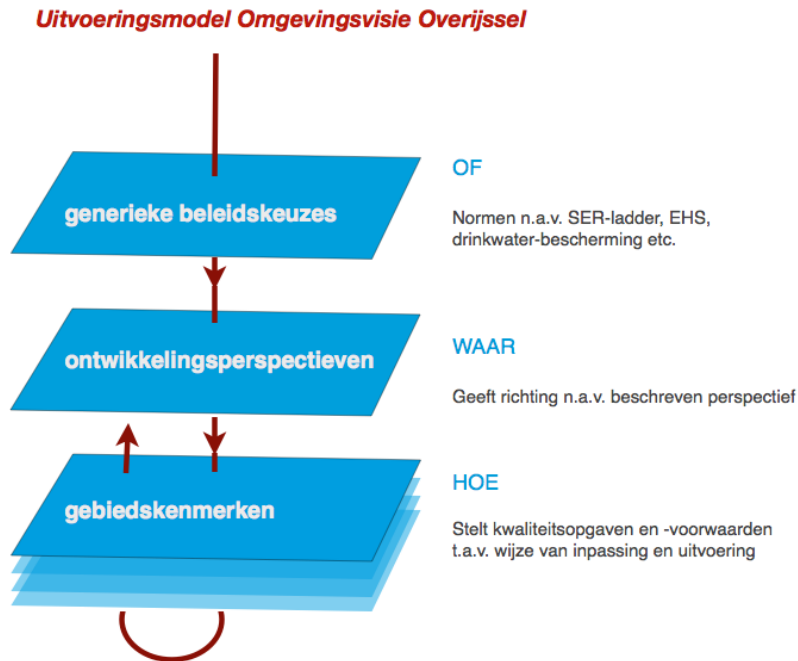 Uitvoeringsmodel Omgevingsvisie Overijssel
generieke beleidskeuzes
OF
Normen n.a.v. SER-ladder, EHS,
drinkwater-bescherming etc.
ontwikkelingsperspectieven
WAAR
Geeft richting n.a.v. beschreven perspectief
gebiedskenmerken
HOE
Stelt kwaliteitsopgaven en -voorwaarden
t.a.v. wijze van inpassing en uitvoering